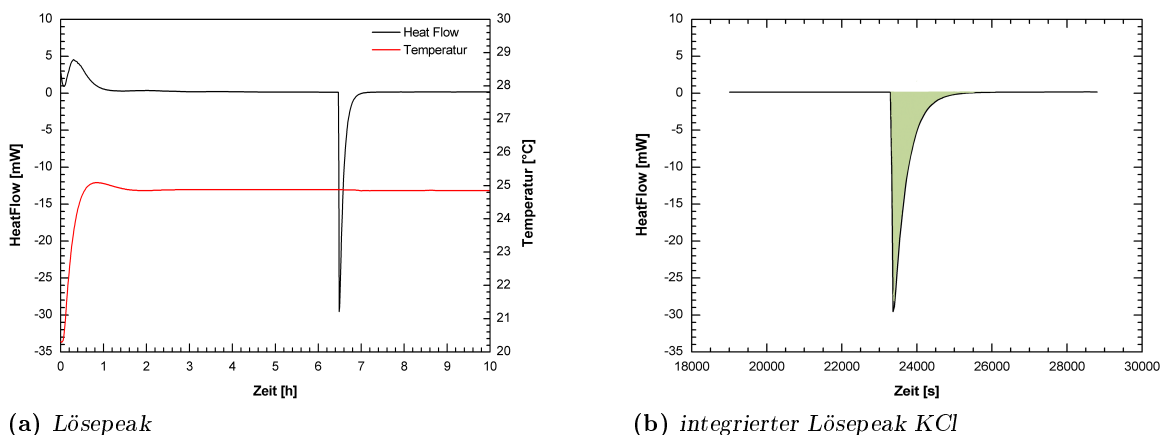 10
5
0
-5
-10
-15
-20
-25
-30
-35
HeatFlow [mW]
0 1 2 3 4 5 6 7 8 9 10
Zeit [h]
30
29
28
27
26
25
24
23
22
21
20
Temperatur [°C]
Heat Flow
Temperatur
(a) Lösepeak
10
5
0
-5
-10
-15
-20
-25
-30
-35
HeatFlow [mW]
18000 20000 22000 24000 26000 28000 30000
Zeit [s]
(b) integrierter Lösepeak KCl